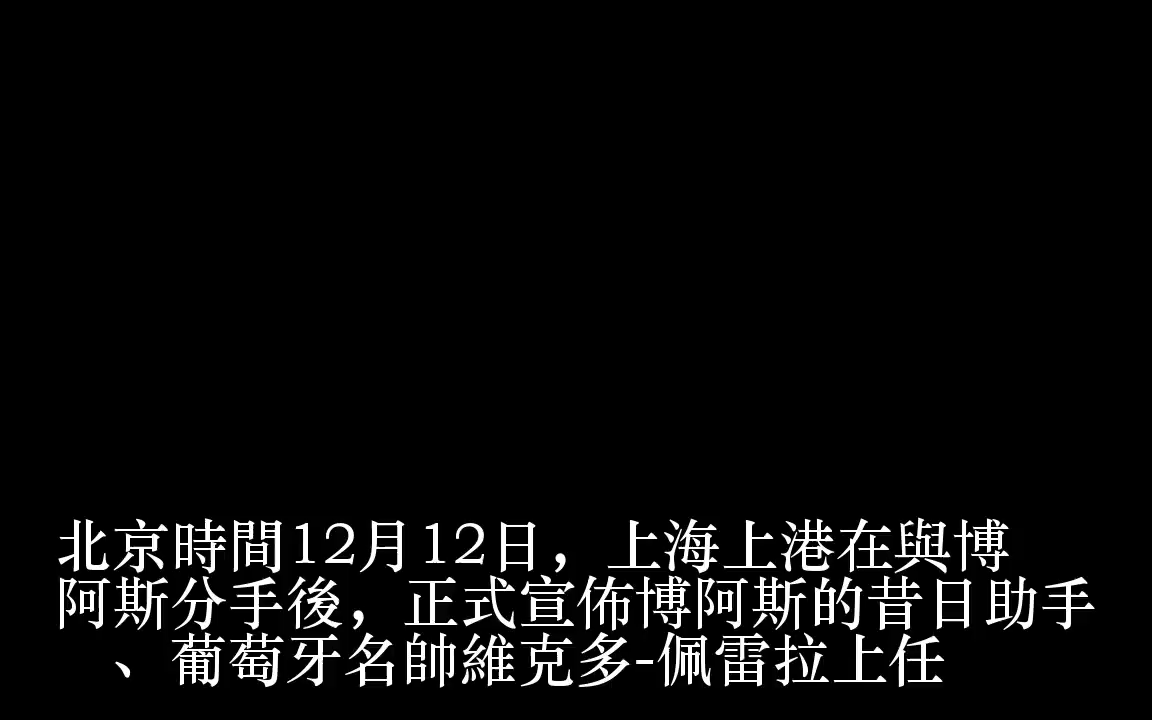 北京時間12月12日，上海上港在與博
阿斯分手後，正式宣佈博阿斯的昔日助手
、葡萄牙名帥維克多-佩雷拉上任